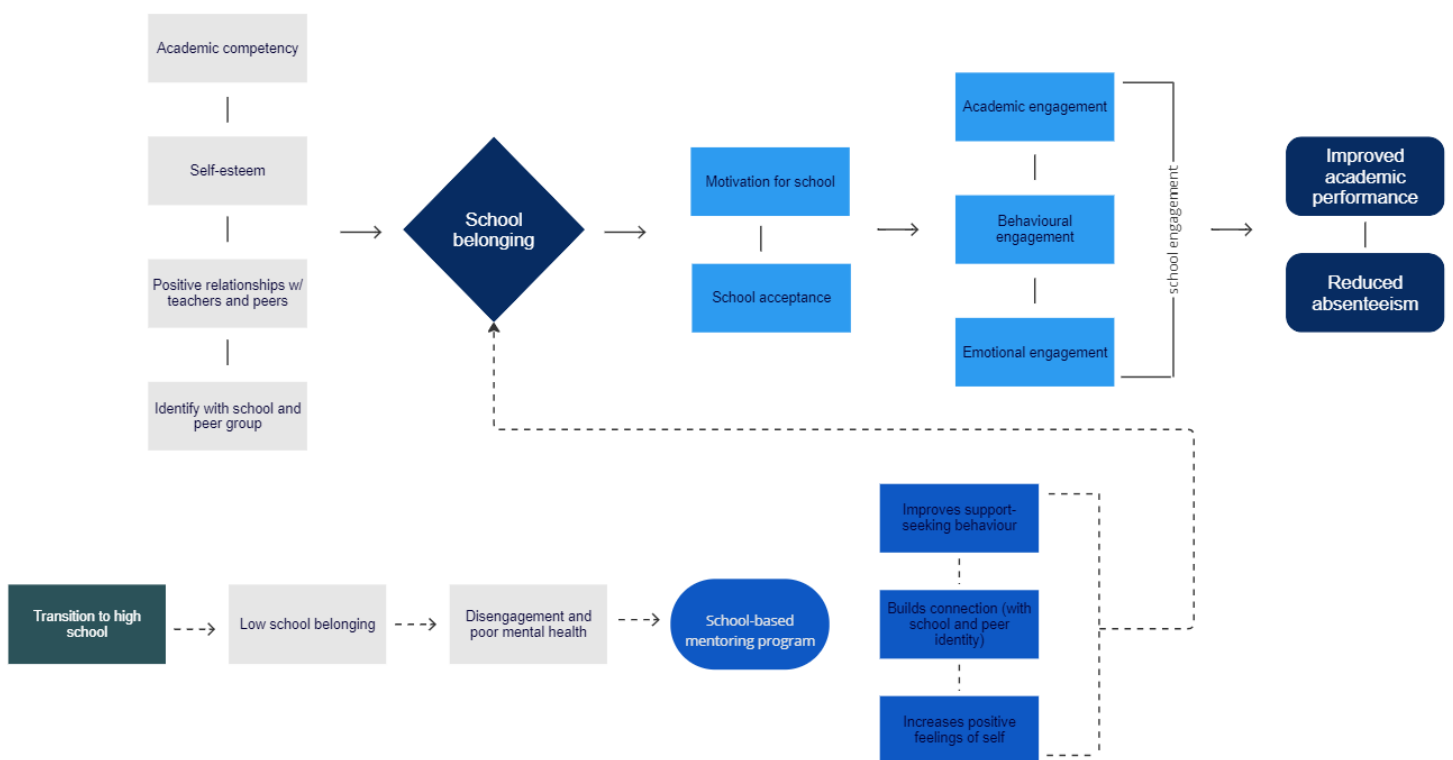 Academic competency
Self-esteem
Positive relationships w/
teachers and peers
Identify with school and
peer group
School
belonging
Motivation for school
School acceptance
Academic engagement
Behavioural
engagement
Emotional engagement
school engagement
Improved
academic
performance
Reduced
absenteeism
Transition to high
school
Low school belonging
Disengagement and
poor mental health
School-based
mentoring program
Improves support-
seeking behaviour
Builds connection (with
school and peer
identity)
Increases positive
feelings of self